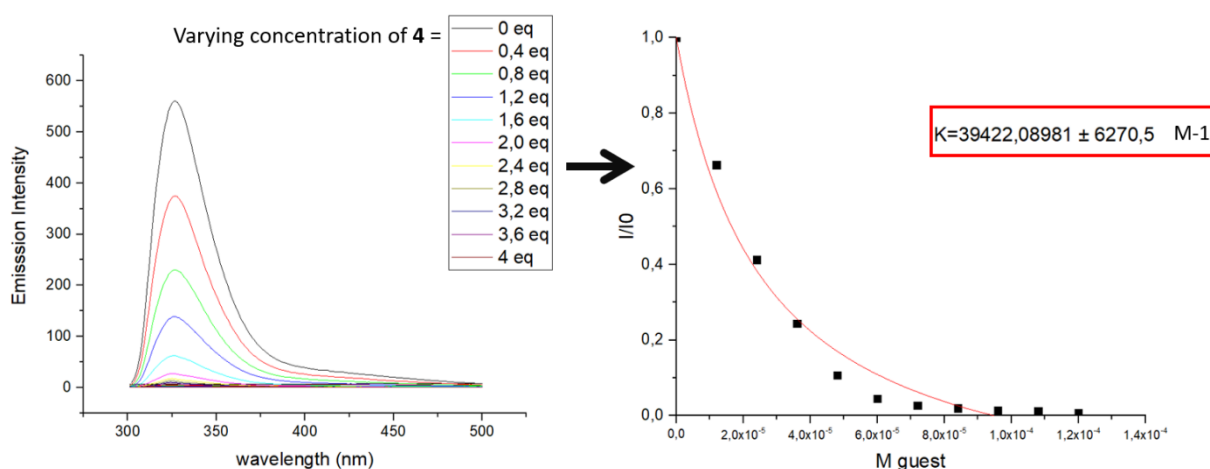 Varying concentration of 4 =
0 eq
0,4 eq
0,8 eq
1,2 eq
1,6 eq
2,0 eq
2,4 eq
2,8 eq
3,2 eq
3,6 eq
4 eq
600
500
400
300
200
100
0
300
350
400
450
500
Emisssion Intensity
wavelength (nm)
1,0
0,8
0,6
0,4
0,2
0,0
0,0
2,0x10-5
4,0x10-5
6,0x10-5
8,0x10-5
1,0x10-4
1,2x10-4
1,4x10-4
I/I0
M guest
K=39422,08981 ± 6270,5 M-1